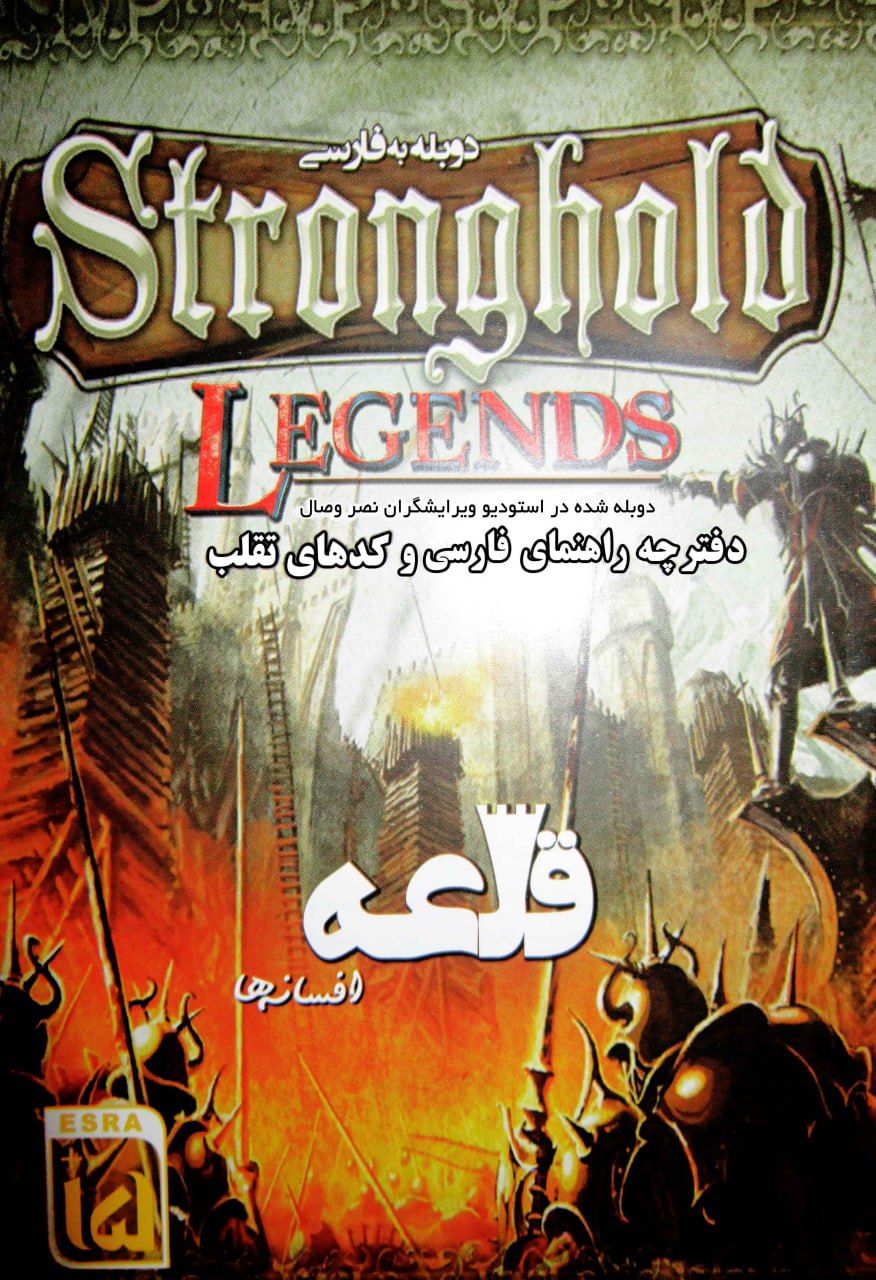 دوبله به فارسی
Stronghold
LEGENDS
دوبله شده در استودیو ویرایشگران نصر وصال
دفترچه راهنمای فارسی و کدهای تقلب
قلعه
افسانه‌ها
ESRA
+۱۵